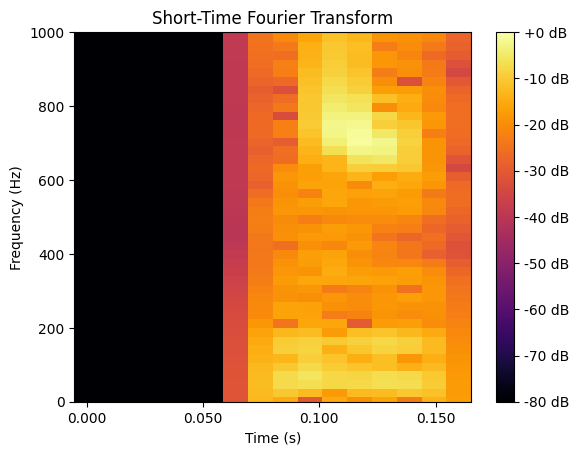 Short-Time Fourier Transform
1000
800
600
400
200
0
Frequency (Hz)
0.000
0.050
0.100
0.150
Time (s)
+0 dB
-10 dB
-20 dB
-30 dB
-40 dB
-50 dB
-60 dB
-70 dB
-80 dB